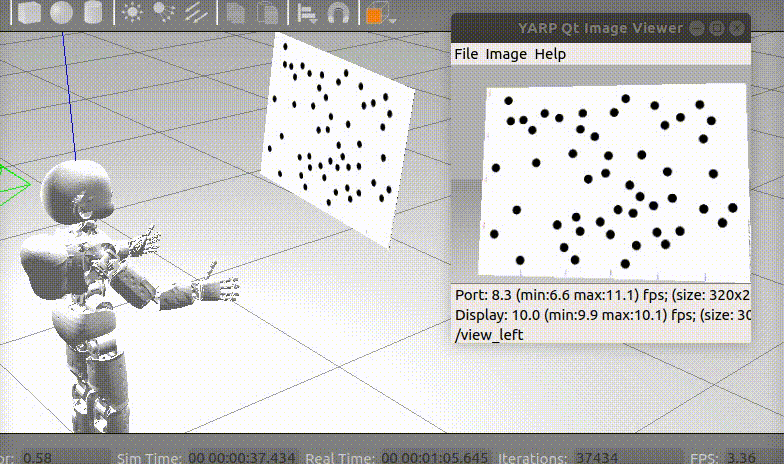 YARP Qt Image Viewer
File Image Help
Port: 8.3 (min:6.6 max:11.1) fps; (size: 320x2
Display: 10.0 (min:9.9 max:10.1) fps; (size: 30
/view_left
or: 0.58 Sim Time: 00 00:00:37.434 Real Time: 00 00:01:05.645 Iterations: 37434 FPS: 3.36